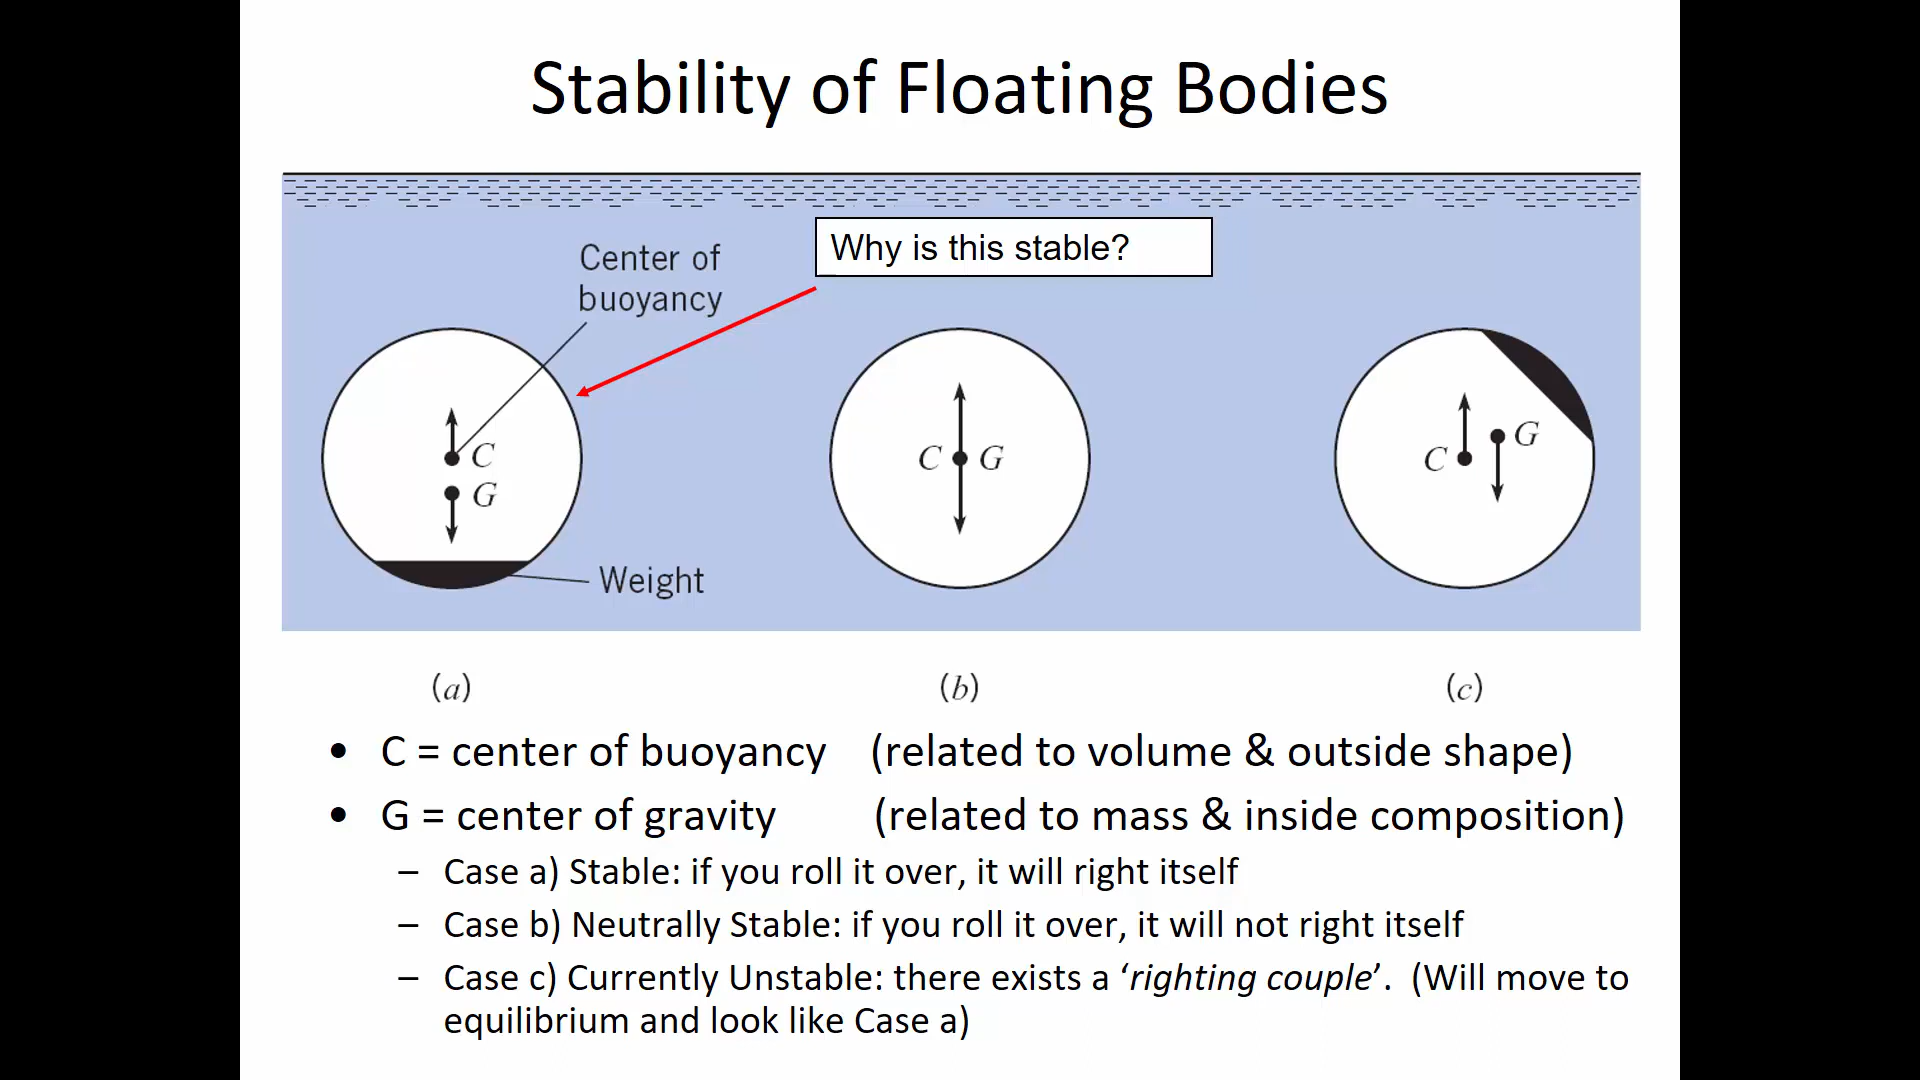 Stability of Floating Bodies
Why is this stable?
Center of
buoyancy
C
G
Weight
C G
C
G
(a)
(b)
(c)
• C = center of buoyancy (related to volume & outside shape)
• G = center of gravity (related to mass & inside composition)
– Case a) Stable: if you roll it over, it will right itself
– Case b) Neutrally Stable: if you roll it over, it will not right itself
– Case c) Currently Unstable: there exists a ‘righting couple’. (Will move to
equilibrium and look like Case a)